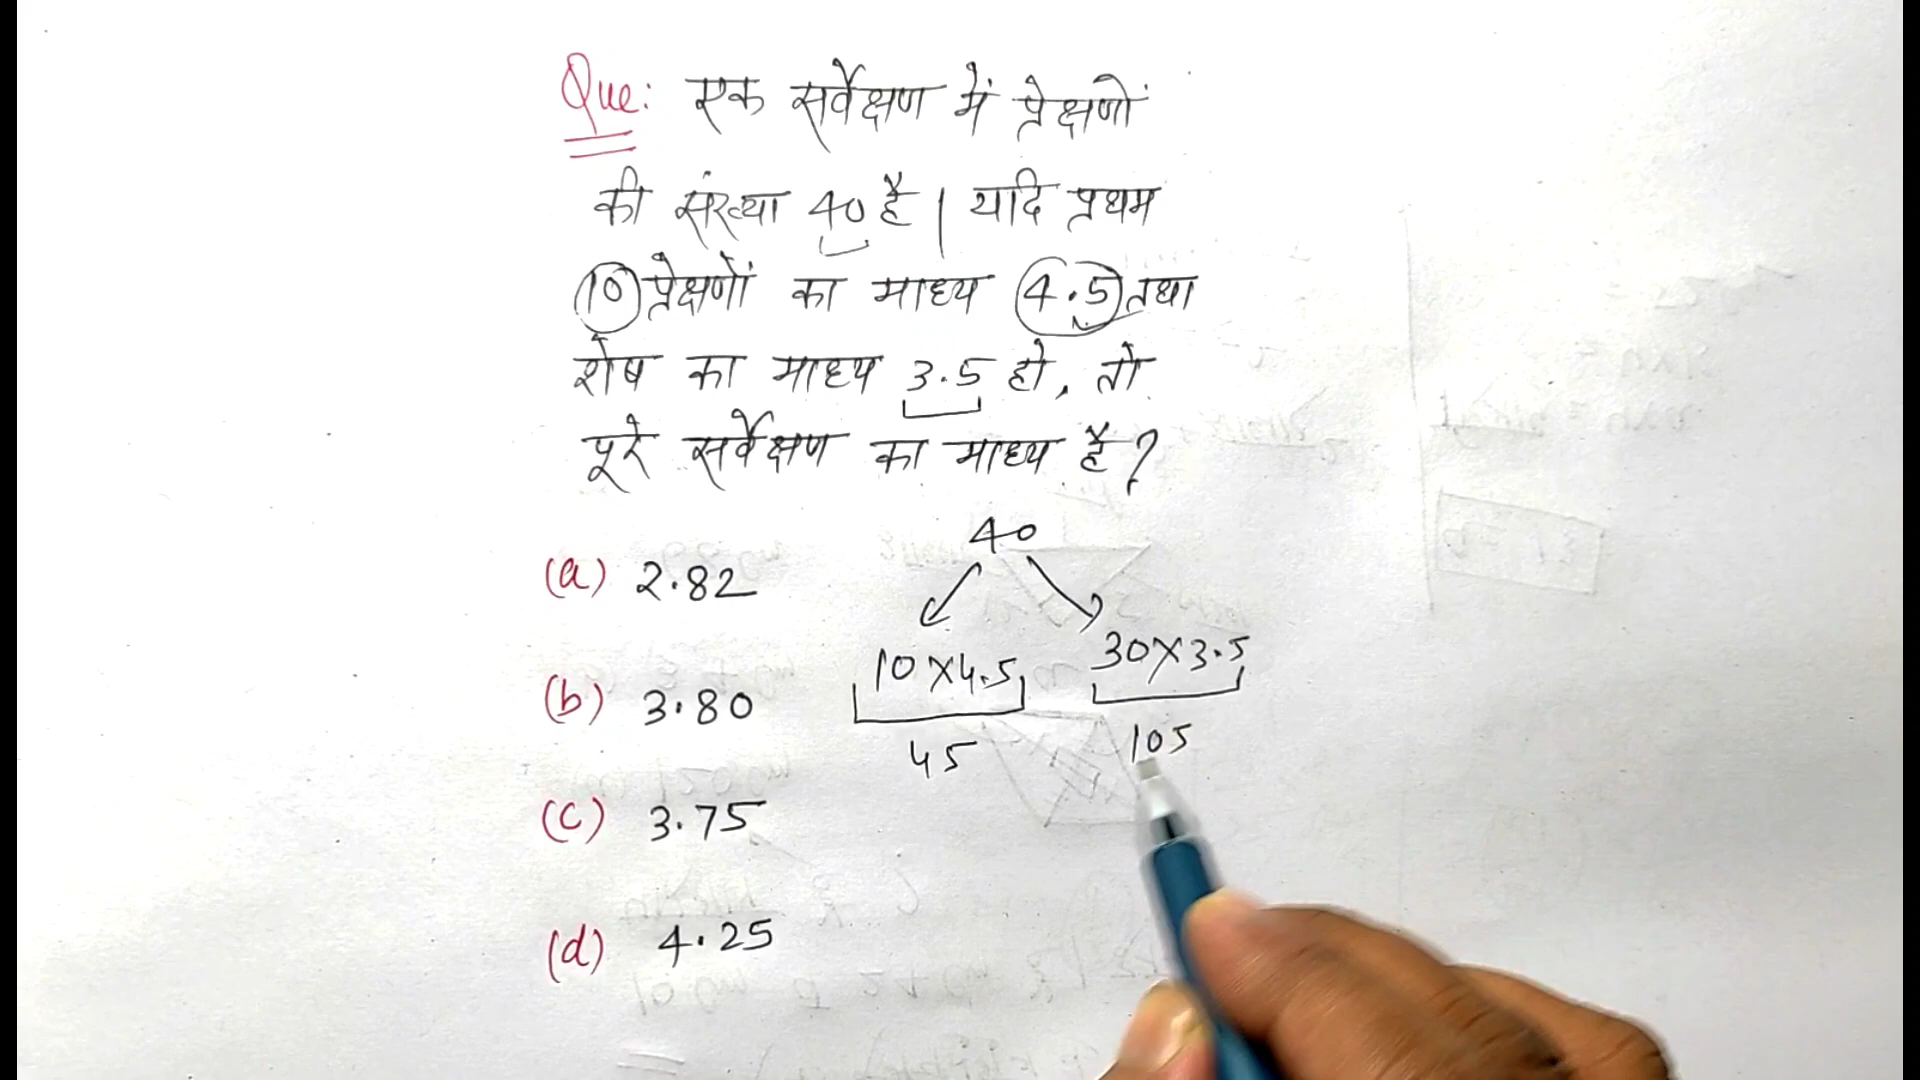 Que: एक सर्वेक्षण में प्रेक्षणों
की संख्या 40 है | यदि प्रथम
10 प्रेक्षणों का माध्य 4.5 तथा
शेष का माध्य 3.5 हो, तो
पूरे सर्वेक्षण का माध्य है ?
40
(a) 2.82
10 X 4.5 30 X 3.5
(b) 3.80
45 105
(c) 3.75
(d) 4.25